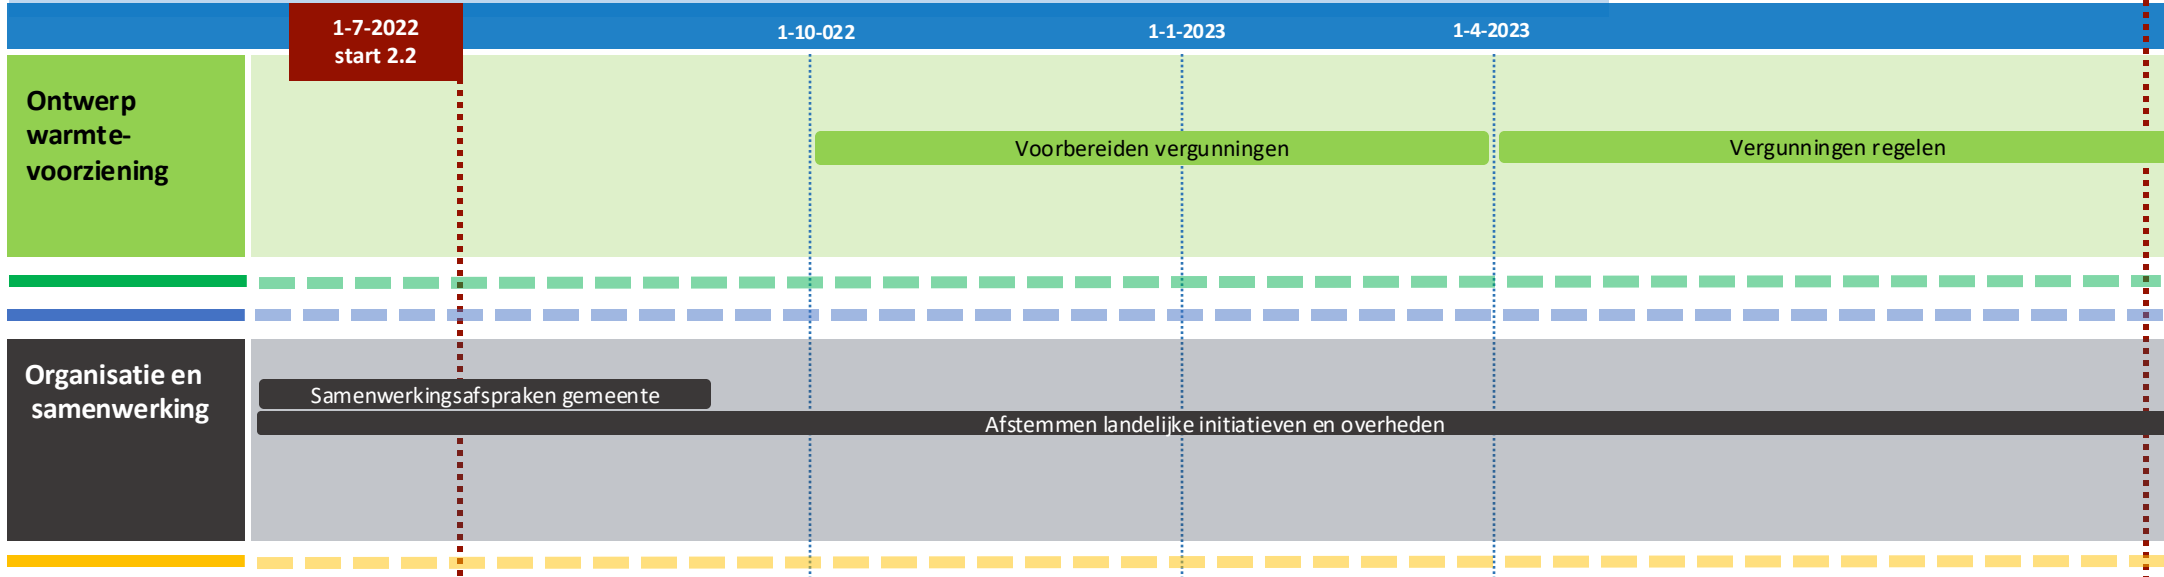 1-7-2022
start 2.2
1-10-022
1-1-2023
1-4-2023
Ontwerp
warmte-
voorziening
Voorbereiden vergunningen
Vergunningen regelen
Organisatie en
samenwerking
Samenwerkingsafspraken gemeente
Afstemmen landelijke initiatieven en overheden